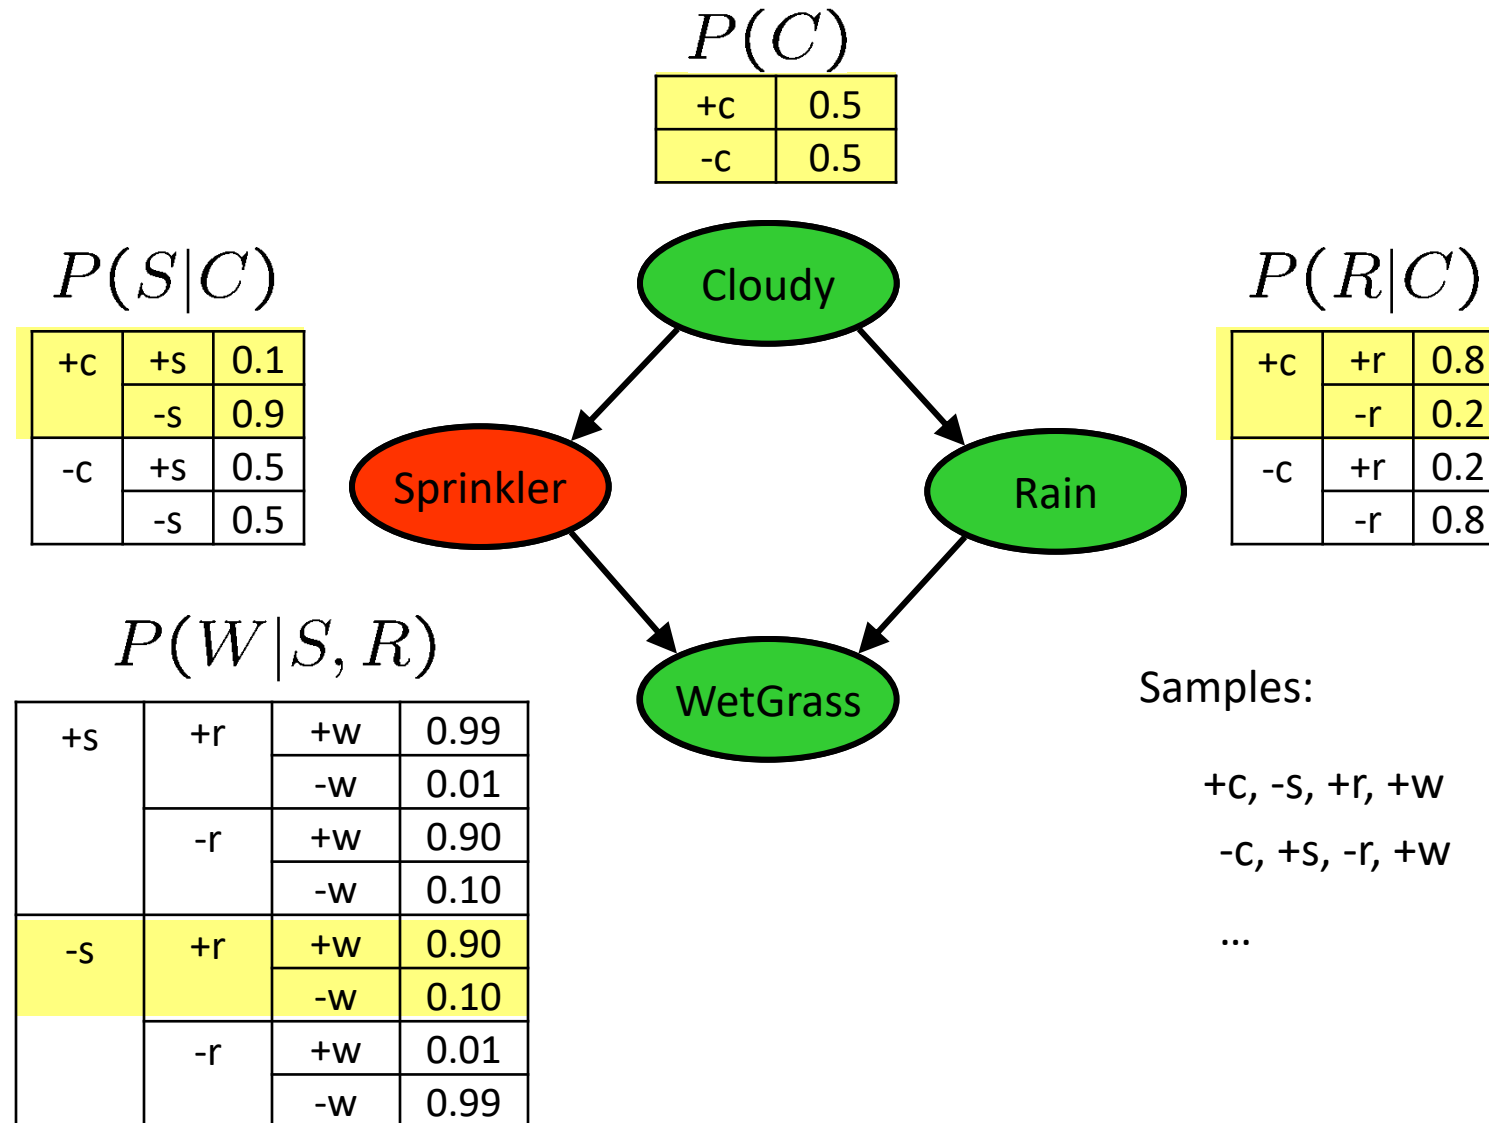 P(C)
+c 0.5
-c 0.5
P(S|C)
+c +s 0.1
-s 0.9
-c +s 0.5
-s 0.5
Cloudy
P(R|C)
+c +r 0.8
-r 0.2
-c +r 0.2
-r 0.8
Sprinkler
Rain
P(W|S, R)
+s +r +w 0.99
-w 0.01
-r +w 0.90
-w 0.10
-s +r +w 0.90
-w 0.10
-r +w 0.01
-w 0.99
WetGrass
Samples:
+c, -s, +r, +w
-c, +s, -r, +w
...